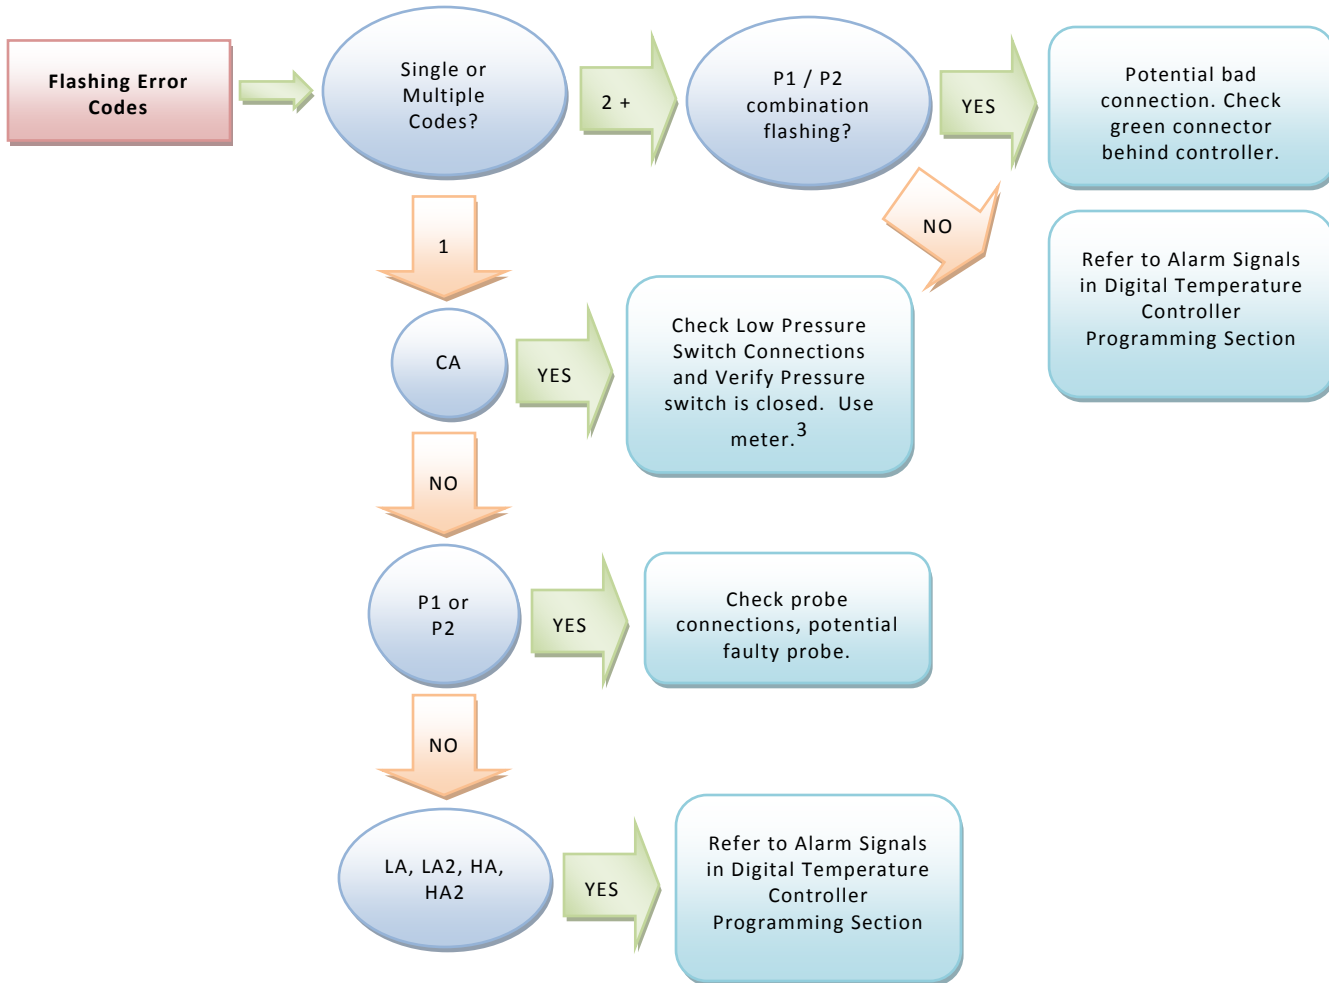 Flashing Error
Codes
Single or
Multiple
Codes?
2 +
P1 / P2
combination
flashing?
YES
Potential bad
connection. Check
green connector
behind controller.
NO
Refer to Alarm Signals
in Digital Temperature
Controller
Programming Section
1
CA
YES
Check Low Pressure
Switch Connections
and Verify Pressure
switch is closed. Use
meter.3
NO
P1 or
P2
YES
Check probe
connections, potential
faulty probe.
NO
LA, LA2, HA,
HA2
YES
Refer to Alarm Signals
in Digital Temperature
Controller
Programming Section